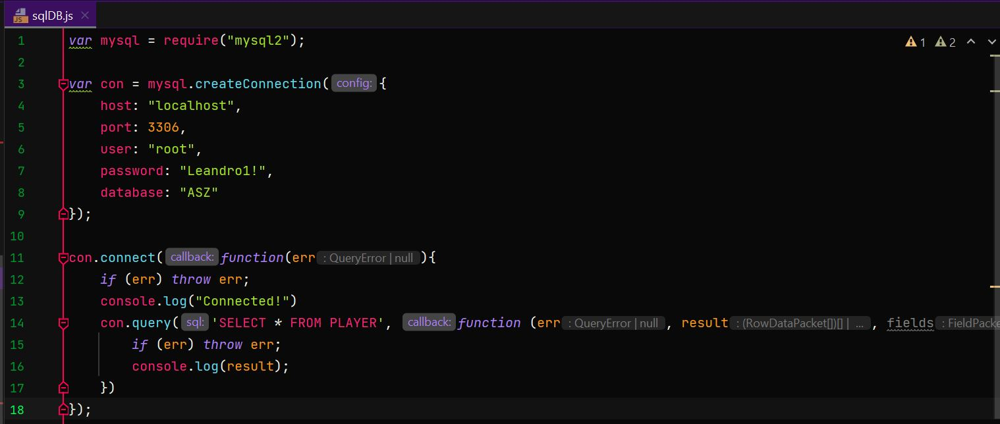 sqlDB.js
1 var mysql = require("mysql2");
2
3 var con = mysql.createConnection( config: {
4 host: "localhost",
5 port: 3306,
6 user: "root",
7 password: "Leandro1!",
8 database: "ASZ"
9 });
10
11 con.connect( callback: function(err : QueryError | null ){
12 if (err) throw err;
13 console.log("Connected!")
14 con.query( sql: 'SELECT * FROM PLAYER', callback: function (err : QueryError | null , result : (RowDataPacket[])[] | ... , fields : FieldPacke
15 if (err) throw err;
16 console.log(result);
17 })
18 });
1 2
JS